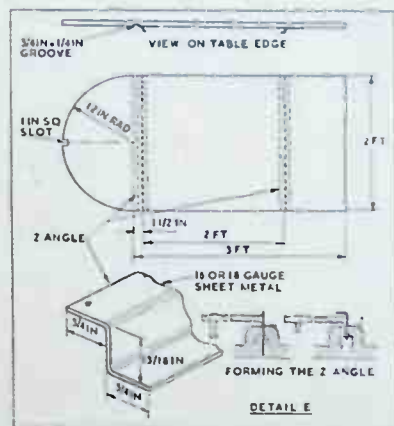 3/4IN × 1/4IN
GROOVE
VIEW ON TABLE EDGE
1 IN SQ
SLOT
12 IN RAD
2 FT
1 1/2 IN
2 FT
3 FT
Z ANGLE
16 OR 18 GAUGE
SHEET METAL
3/4IN
3/16IN
3/4IN
FORMING THE Z ANGLE
DETAIL E